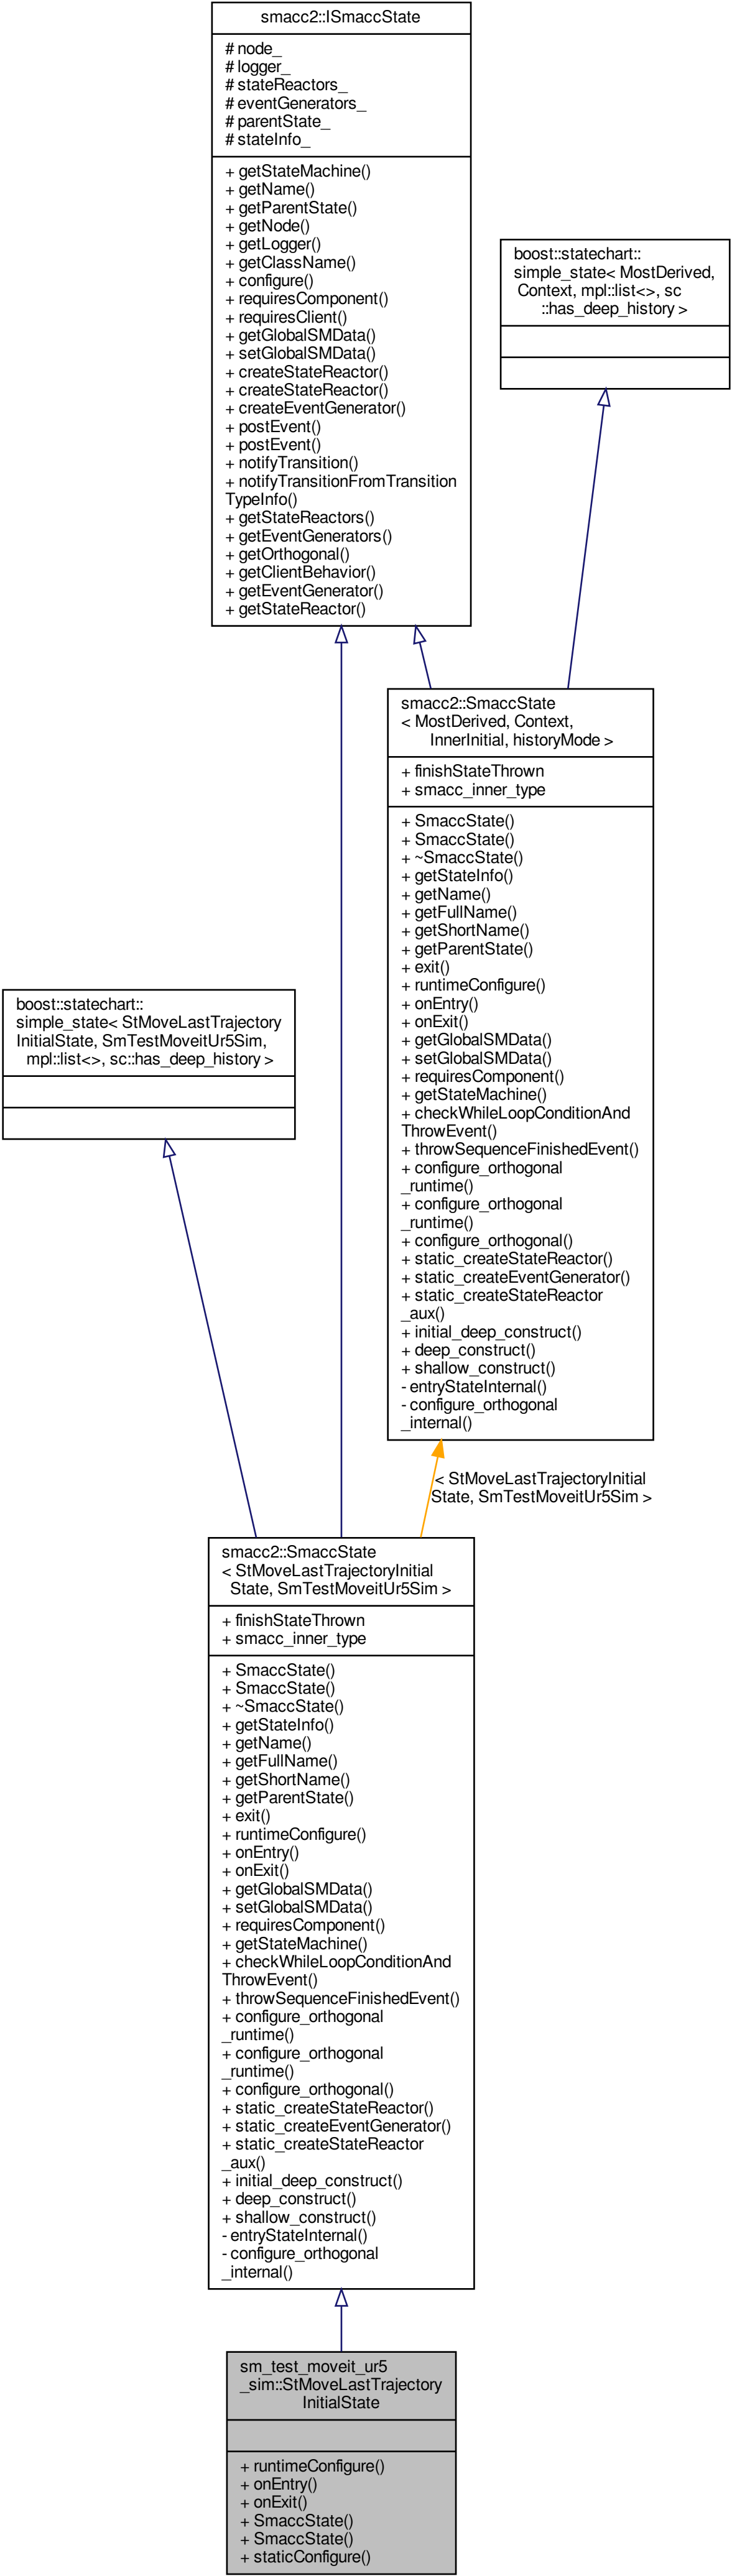 smacc2::ISmaccState
# node_
# logger_
# stateReactors_
# eventGenerators_
# parentState_
# stateInfo_
+ getStateMachine()
+ getName()
+ getParentState()
+ getNode()
+ getLogger()
+ getClassName()
+ configure()
+ requiresComponent()
+ requiresClient()
+ getGlobalSMData()
+ setGlobalSMData()
+ createStateReactor()
+ createStateReactor()
+ createEventGenerator()
+ postEvent()
+ postEvent()
+ notifyTransition()
+ notifyTransitionFromTransition
TypeInfo()
+ getStateReactors()
+ getEventGenerators()
+ getOrthogonal()
+ getClientBehavior()
+ getEventGenerator()
+ getStateReactor()
boost::statechart::
simple_state< MostDerived,
Context, mpl::list<>, sc
::has_deep_history >
smacc2::SmaccState
< MostDerived, Context,
InnerInitial, historyMode >
+ finishStateThrown
+ smacc_inner_type
+ SmaccState()
+ SmaccState()
+ ~SmaccState()
+ getStateInfo()
+ getName()
+ getFullName()
+ getShortName()
+ getParentState()
+ exit()
+ runtimeConfigure()
+ onEntry()
+ onExit()
+ getGlobalSMData()
+ setGlobalSMData()
+ requiresComponent()
+ getStateMachine()
+ checkWhileLoopConditionAnd
ThrowEvent()
+ throwSequenceFinishedEvent()
+ configure_orthogonal
_runtime()
+ configure_orthogonal
_runtime()
+ configure_orthogonal()
+ static_createStateReactor()
+ static_createEventGenerator()
+ static_createStateReactor
_aux()
+ initial_deep_construct()
+ deep_construct()
+ shallow_construct()
- entryStateInternal()
- configure_orthogonal
_internal()
boost::statechart::
simple_state< StMoveLastTrajectory
InitialState, SmTestMoveitUr5Sim,
mpl::list<>, sc::has_deep_history >
< StMoveLastTrajectoryInitial
State, SmTestMoveitUr5Sim >
smacc2::SmaccState
< StMoveLastTrajectoryInitial
State, SmTestMoveitUr5Sim >
+ finishStateThrown
+ smacc_inner_type
+ SmaccState()
+ SmaccState()
+ ~SmaccState()
+ getStateInfo()
+ getName()
+ getFullName()
+ getShortName()
+ getParentState()
+ exit()
+ runtimeConfigure()
+ onEntry()
+ onExit()
+ getGlobalSMData()
+ setGlobalSMData()
+ requiresComponent()
+ getStateMachine()
+ checkWhileLoopConditionAnd
ThrowEvent()
+ throwSequenceFinishedEvent()
+ configure_orthogonal
_runtime()
+ configure_orthogonal
_runtime()
+ configure_orthogonal()
+ static_createStateReactor()
+ static_createEventGenerator()
+ static_createStateReactor
_aux()
+ initial_deep_construct()
+ deep_construct()
+ shallow_construct()
- entryStateInternal()
- configure_orthogonal
_internal()
sm_test_moveit_ur5
_sim::StMoveLastTrajectory
InitialState
+ runtimeConfigure()
+ onEntry()
+ onExit()
+ SmaccState()
+ SmaccState()
+ staticConfigure()